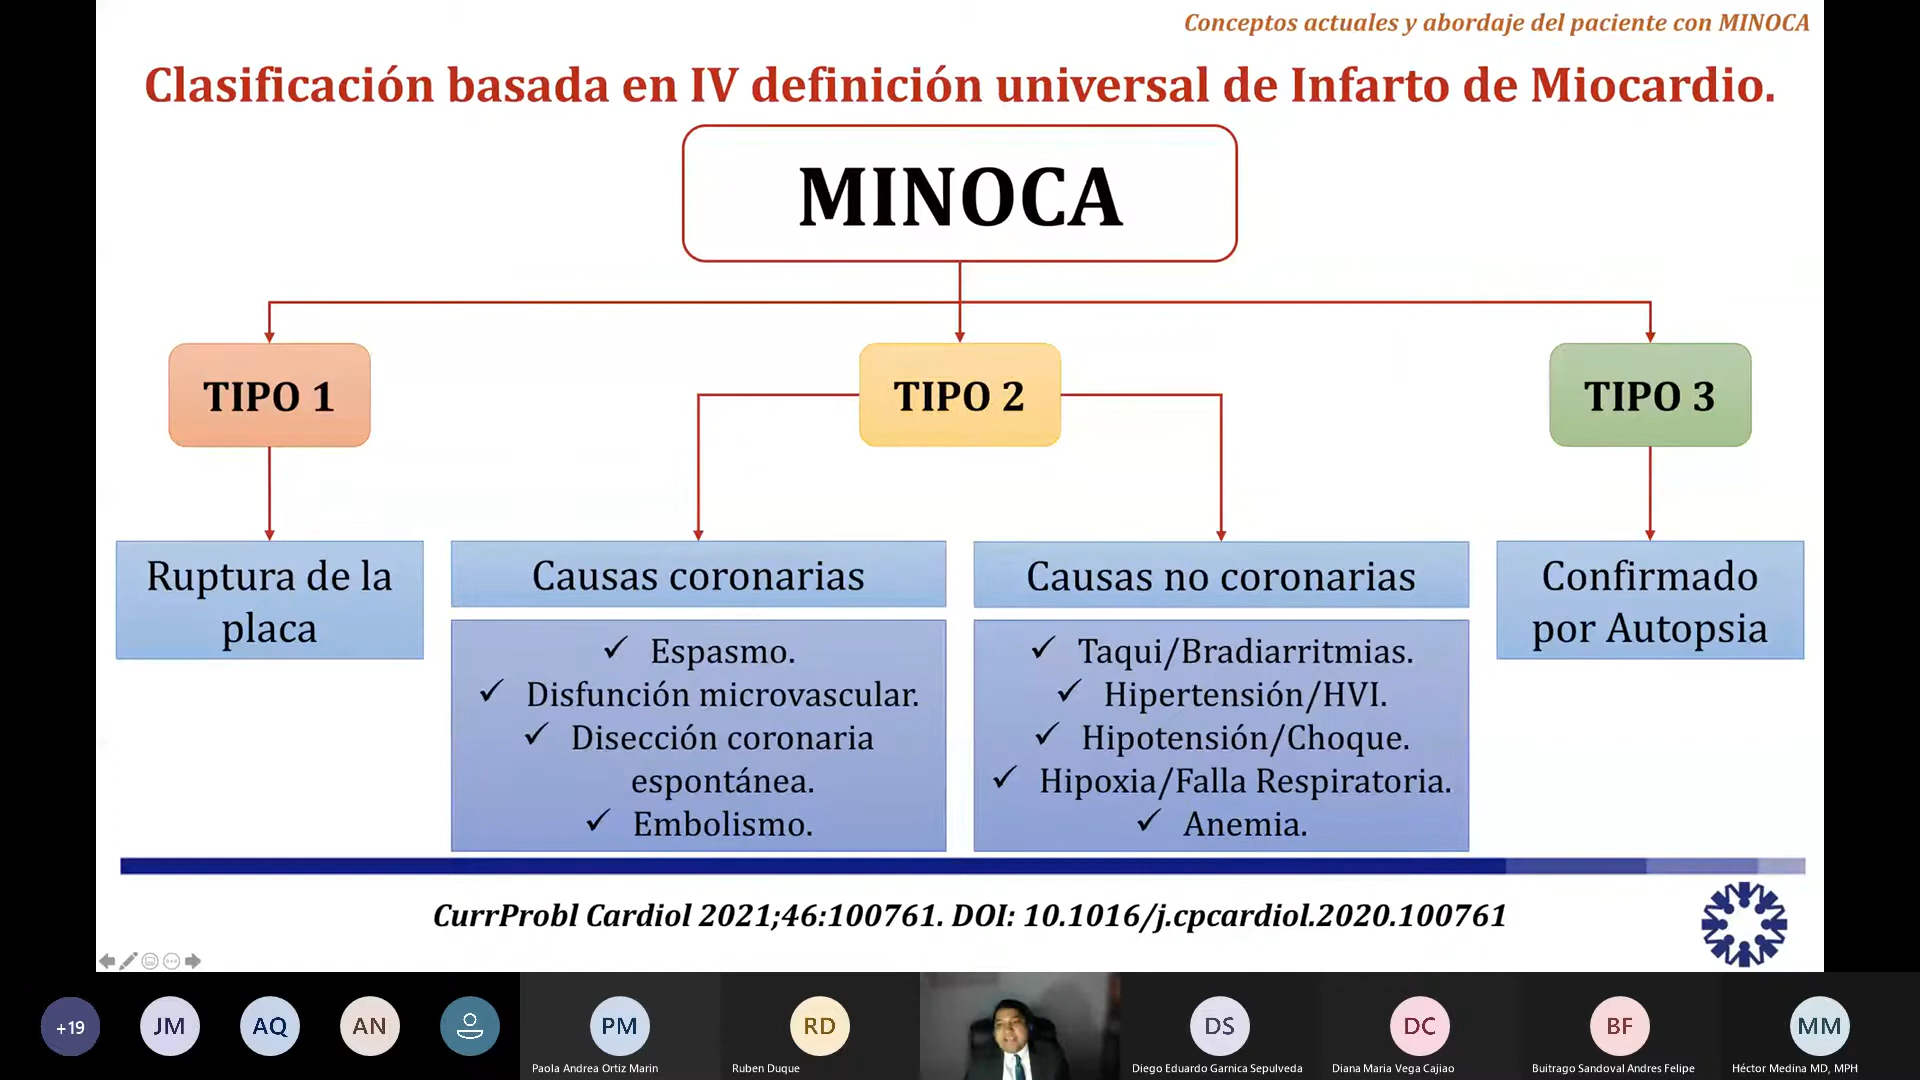 Conceptos actuales y abordaje del paciente con MINOCA
Clasificación basada en IV definición universal de Infarto de Miocardio.
MINOCA
TIPO 1
TIPO 2
TIPO 3
Ruptura de la
placa
Causas coronarias
✓ Espasmo.
✓ Disfunción microvascular.
✓ Disección coronaria
espontánea.
✓ Embolismo.
Causas no coronarias
✓ Taqui/Bradiarritmias.
✓ Hipertensión/HVI.
✓ Hipotensión/Choque.
✓ Hipoxia/Falla Respiratoria.
✓ Anemia.
Confirmado
por Autopsia
CurrProbl Cardiol 2021;46:100761. DOI: 10.1016/j.cpcardiol.2020.100761
+19
JM
AQ
AN
PM
Paola Andrea Ortiz Marin
RD
Ruben Duque
DS
Diego Eduardo Garnica Sepulveda
DC
Diana Maria Vega Cajiao
BF
Buitrago Sandoval Andres Felipe
MM
Héctor Medina MD, MPH